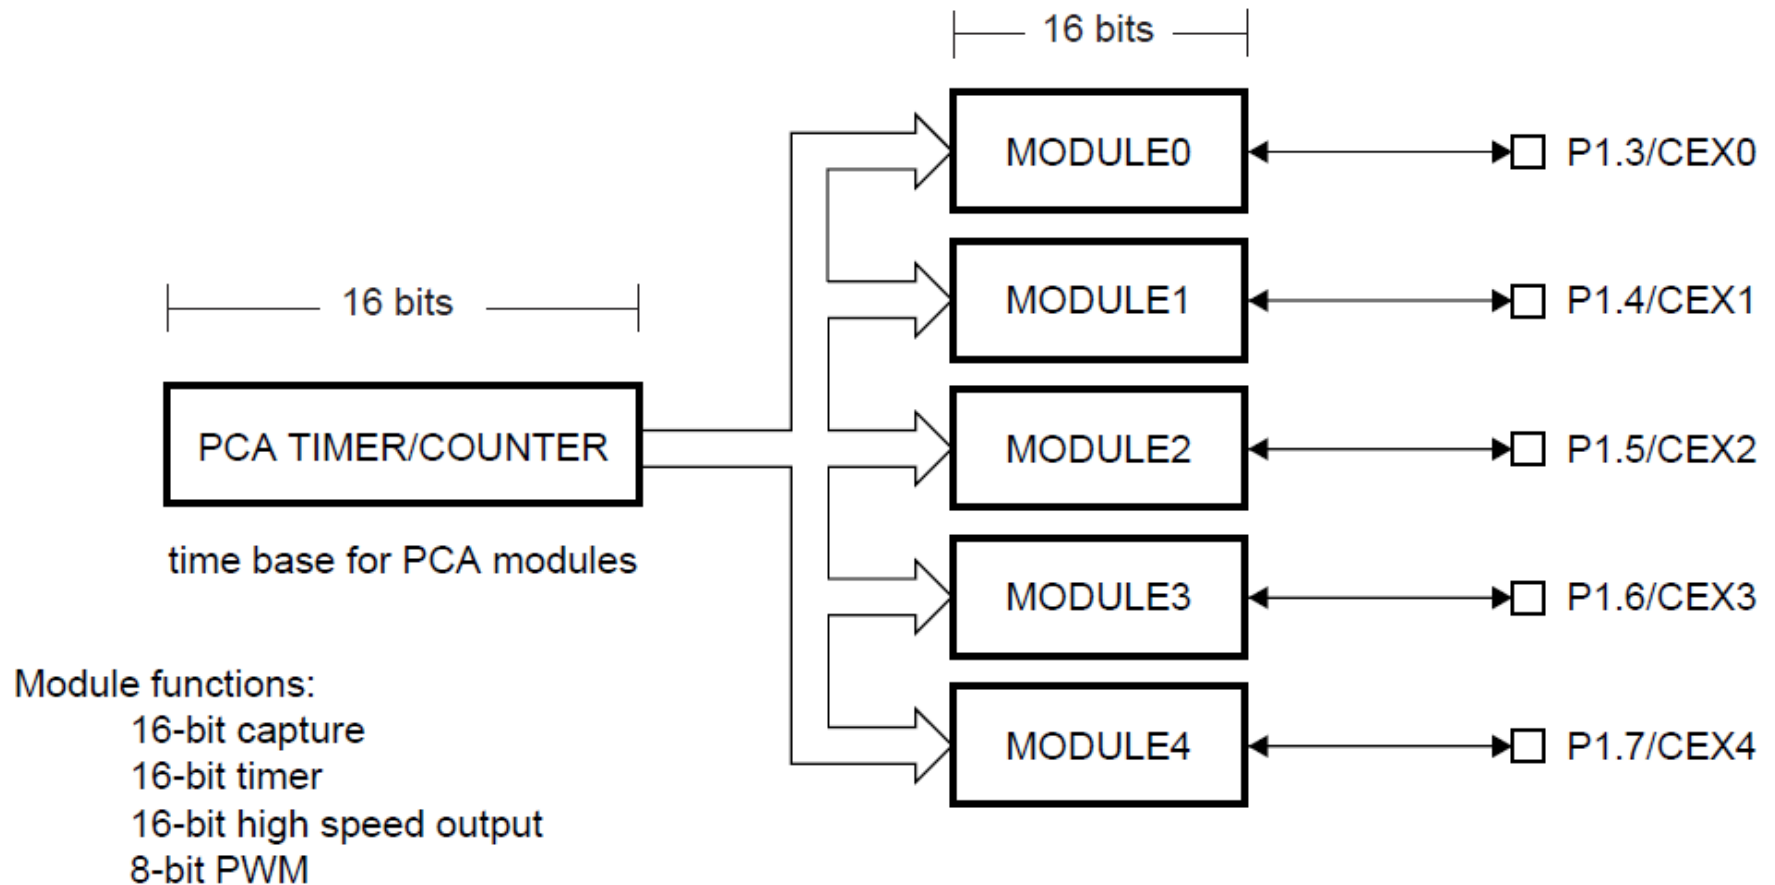 16 bits
MODULE0
P1.3/CEX0
MODULE1
P1.4/CEX1
16 bits
PCA TIMER/COUNTER
MODULE2
P1.5/CEX2
time base for PCA modules
MODULE3
P1.6/CEX3
Module functions:
16-bit capture
16-bit timer
16-bit high speed output
8-bit PWM
MODULE4
P1.7/CEX4